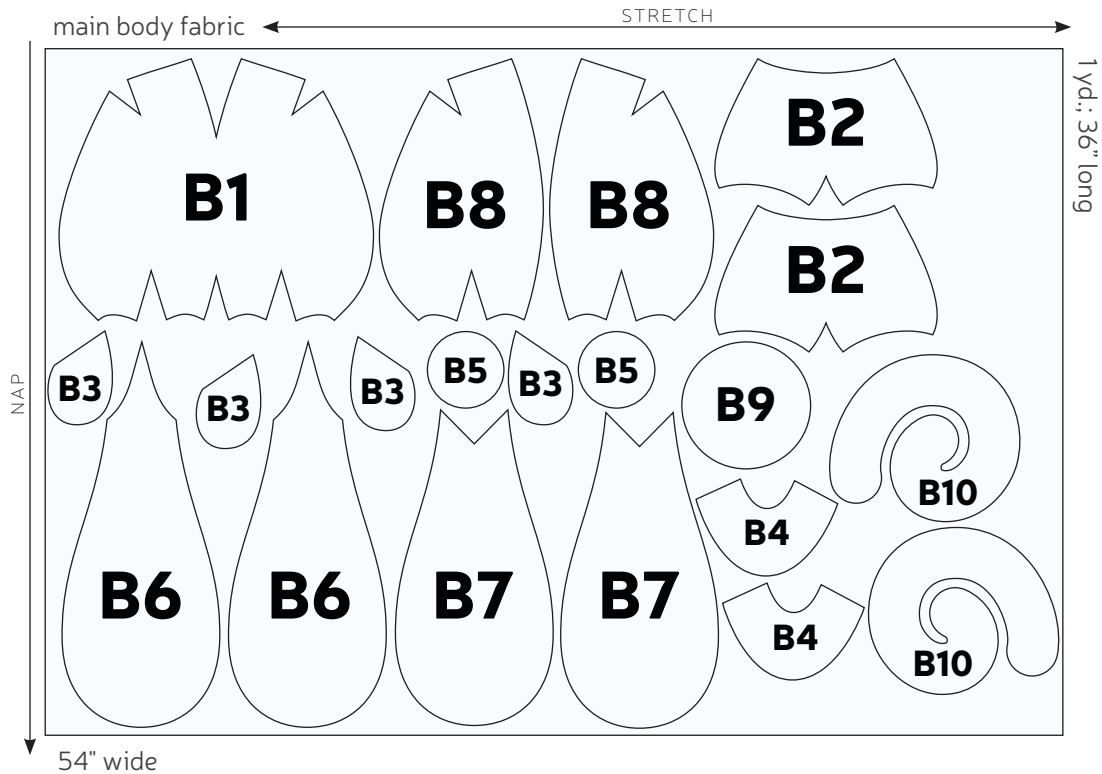 STRETCH
main body fabric
1 yd.; 36” long
B2
B1
B8
B8
B2
B5
B5
B3
B3
B3
B3
B9
B10
B4
B6
B6
B7
B7
B4
B10
NAP
54" wide